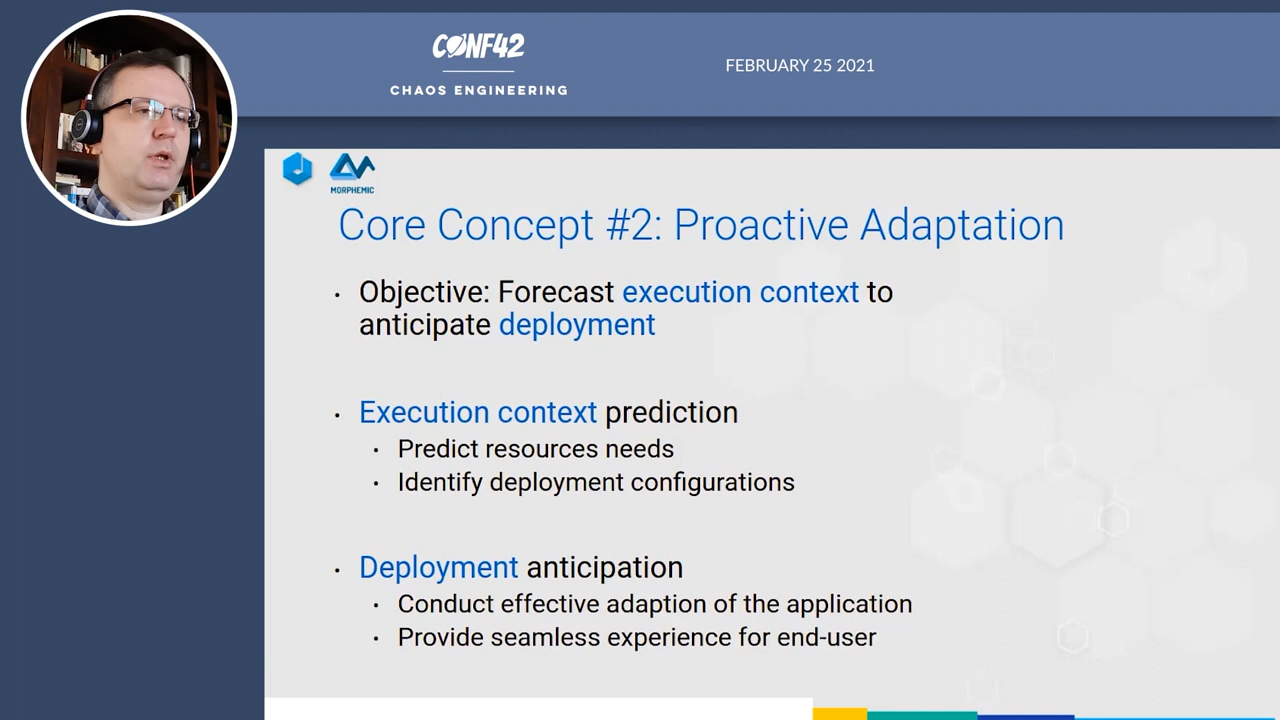 CONF42
CHAOS ENGINEERING
FEBRUARY 25 2021
MORPHEMIC
Core Concept #2: Proactive Adaptation
• Objective: Forecast execution context to
anticipate deployment
• Execution context prediction
• Predict resources needs
• Identify deployment configurations
• Deployment anticipation
• Conduct effective adaption of the application
• Provide seamless experience for end-user